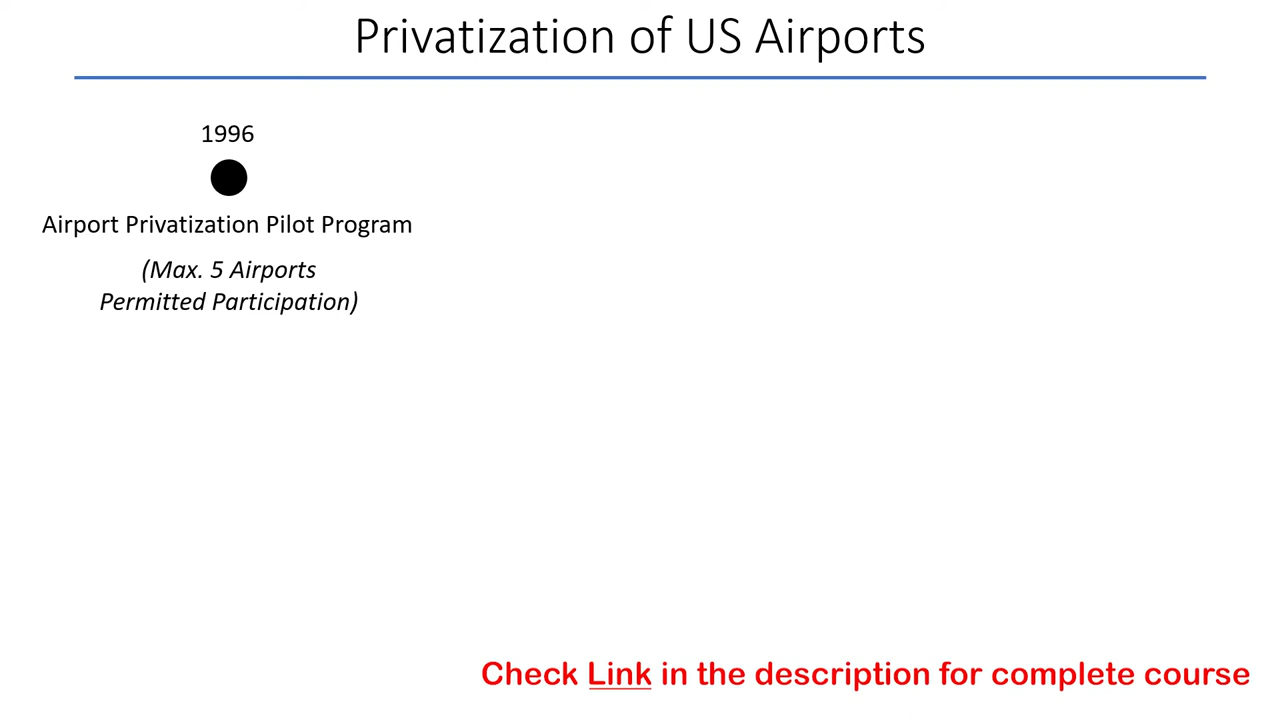 Privatization of US Airports
1996
Airport Privatization Pilot Program
(Max. 5 Airports
Permitted Participation)
Check Link in the description for complete course